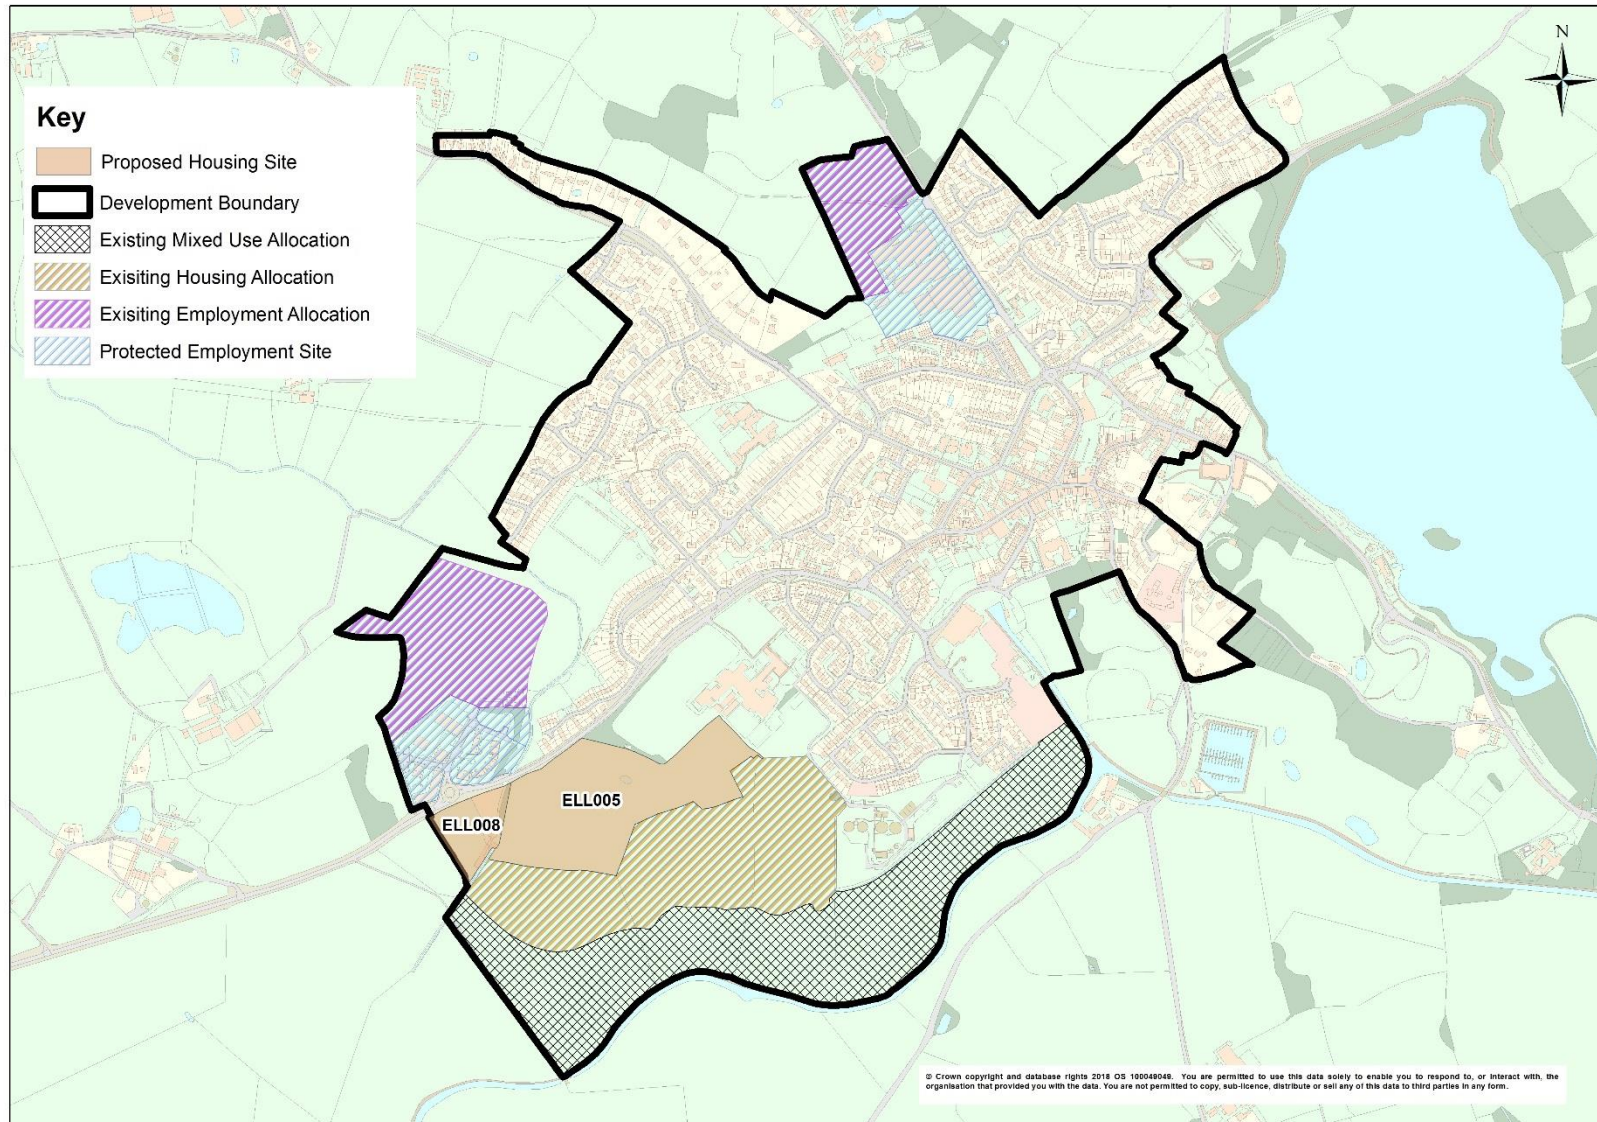 N
Key
Proposed Housing Site
Development Boundary
Existing Mixed Use Allocation
Exisiting Housing Allocation
Exisiting Employment Allocation
Protected Employment Site
ELL005
ELL008
© Crown copyright and database rights 2018 OS 100049049. You are permitted to use this data solely to enable you to respond to, or interact with, the
organisation that provided you with the data. You are not permitted to copy, sub-licence, distribute or sell any of this data to third parties in any form.